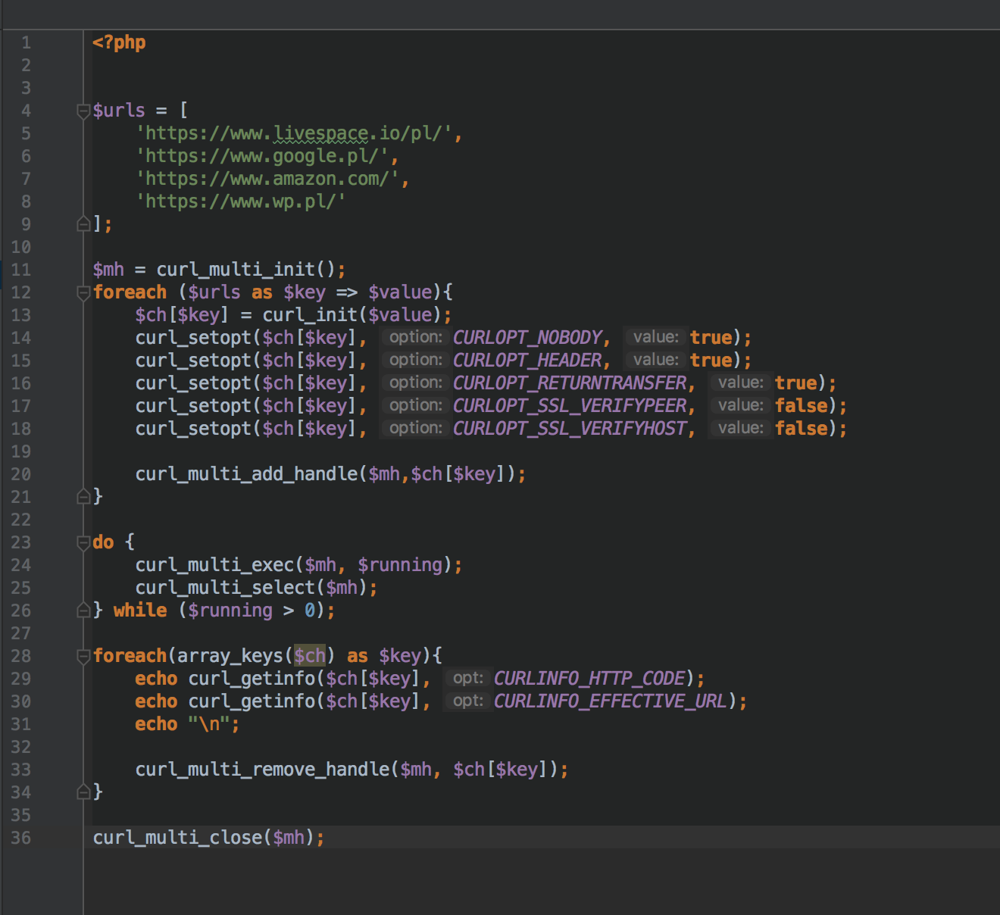 1 <?php
2
3
4 $urls = [
5     'https://www.livespace.io/pl/',
6     'https://www.google.pl/',
7     'https://www.amazon.com/',
8     'https://www.wp.pl/'
9 ];
10
11 $mh = curl_multi_init();
12 foreach ($urls as $key => $value){
13     $ch[$key] = curl_init($value);
14     curl_setopt($ch[$key], option: CURLOPT_NOBODY, value: true);
15     curl_setopt($ch[$key], option: CURLOPT_HEADER, value: true);
16     curl_setopt($ch[$key], option: CURLOPT_RETURNTRANSFER, value: true);
17     curl_setopt($ch[$key], option: CURLOPT_SSL_VERIFYPEER, value: false);
18     curl_setopt($ch[$key], option: CURLOPT_SSL_VERIFYHOST, value: false);
19
20     curl_multi_add_handle($mh,$ch[$key]);
21 }
22
23 do {
24     curl_multi_exec($mh, $running);
25     curl_multi_select($mh);
26 } while ($running > 0);
27
28 foreach(array_keys($ch) as $key){
29     echo curl_getinfo($ch[$key], opt: CURLINFO_HTTP_CODE);
30     echo curl_getinfo($ch[$key], opt: CURLINFO_EFFECTIVE_URL);
31     echo "\n";
32
33     curl_multi_remove_handle($mh, $ch[$key]);
34 }
35
36 curl_multi_close($mh);